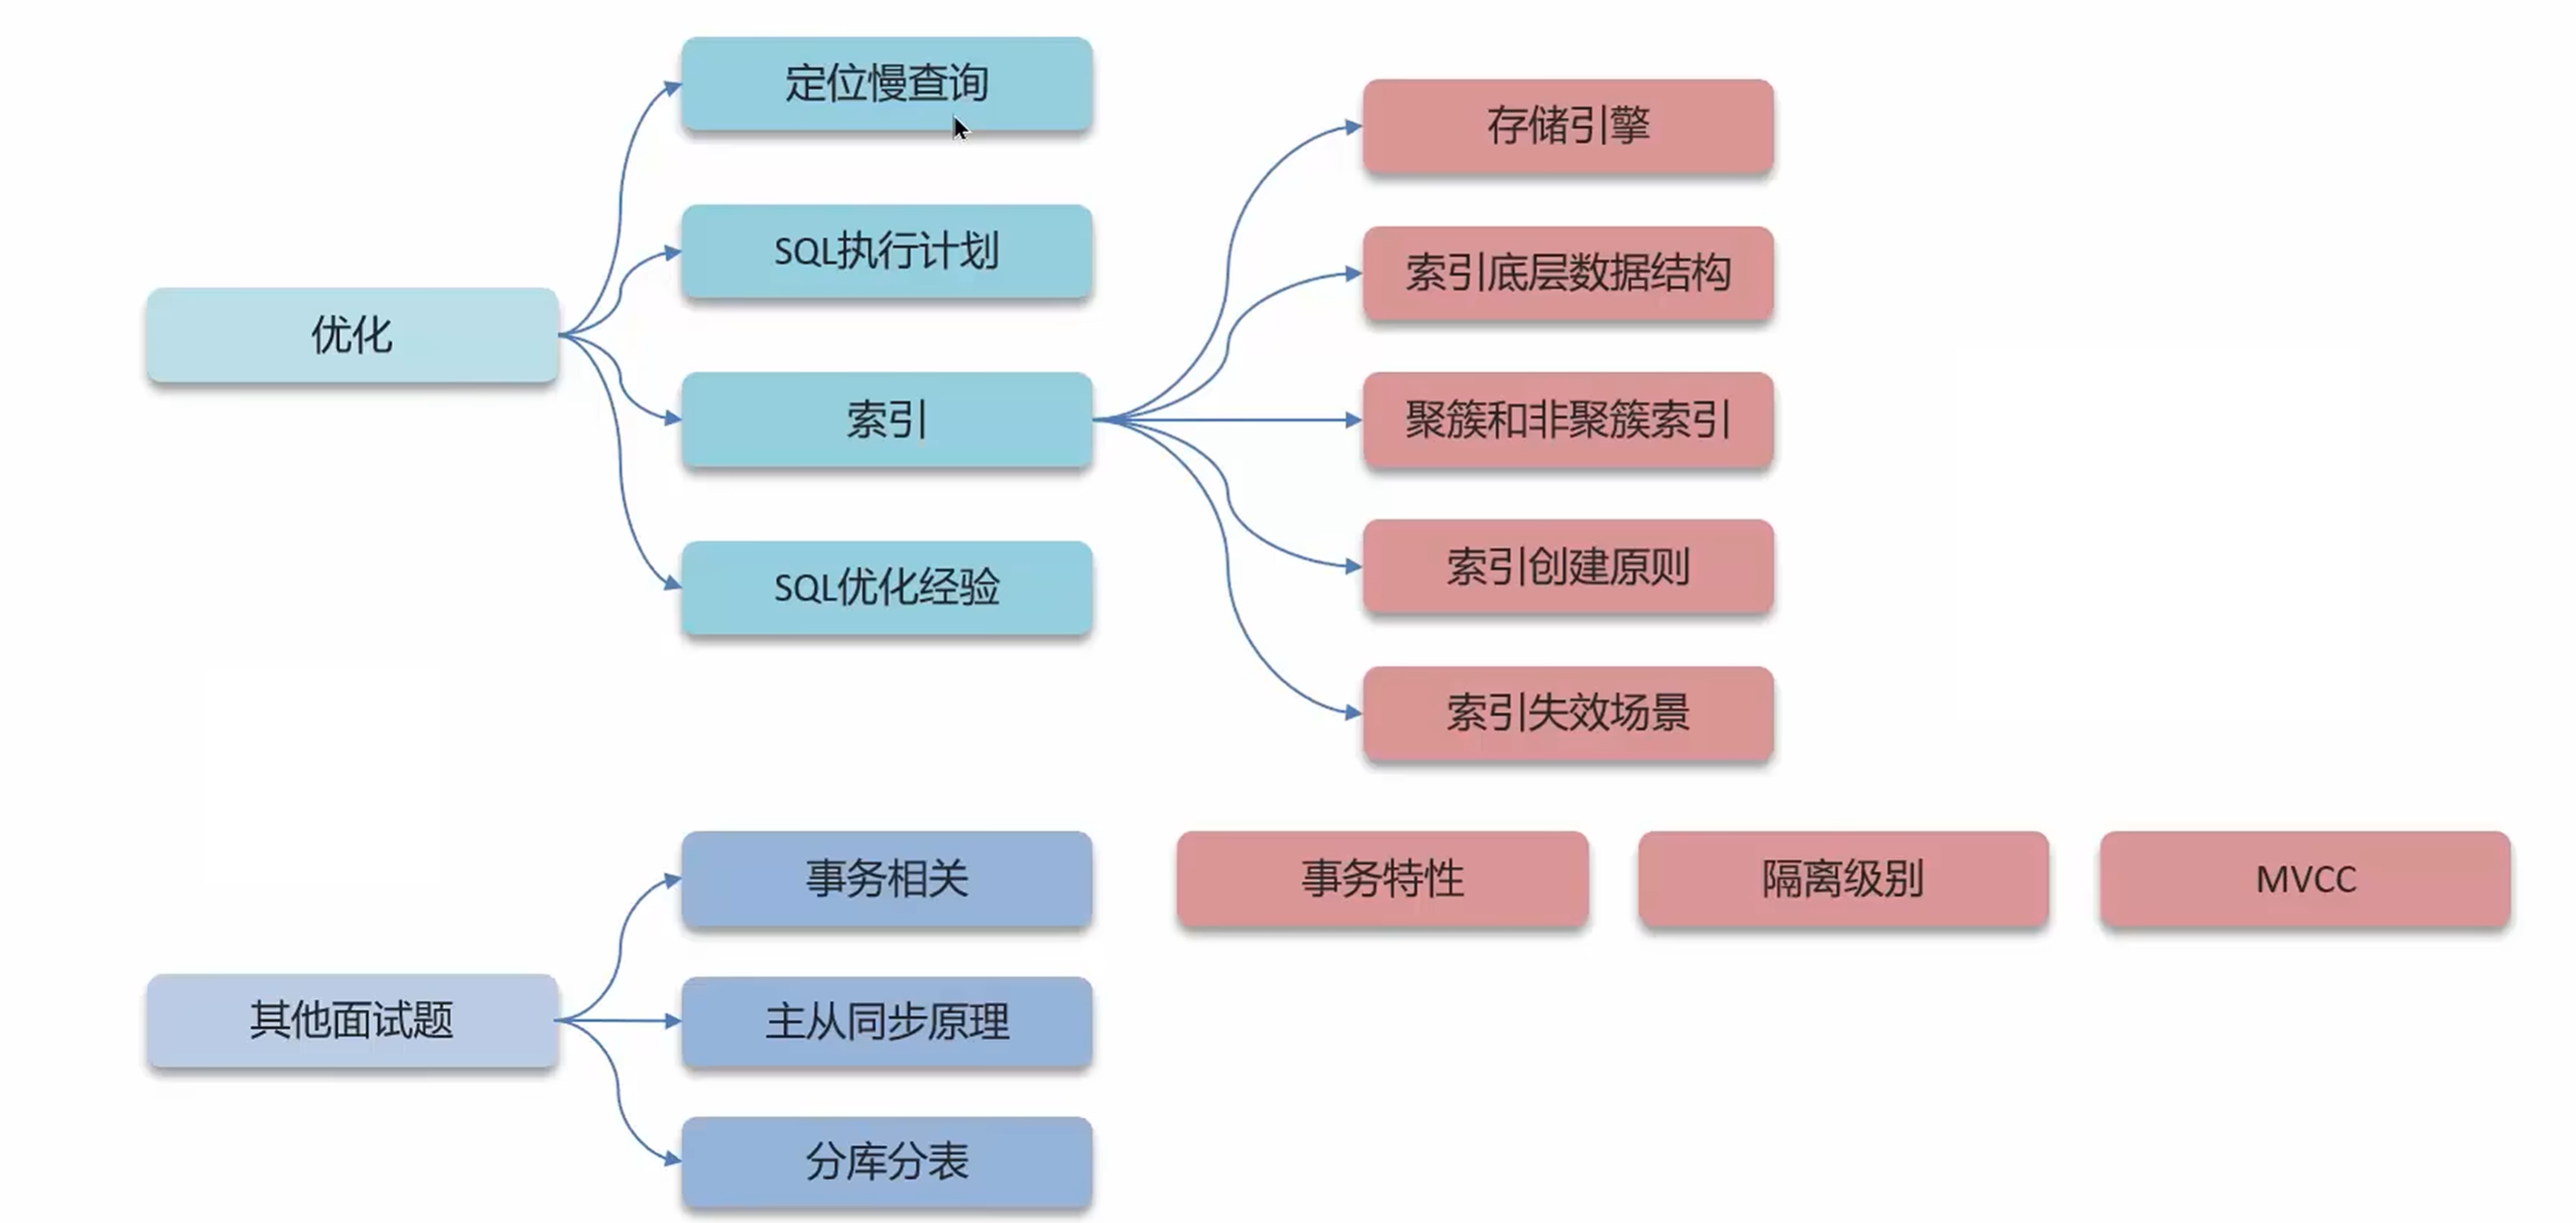 优化
定位慢查询
SQL执行计划
索引
SQL优化经验
存储引擎
索引底层数据结构
聚簇和非聚簇索引
索引创建原则
索引失效场景
其他面试题
事务相关
事务特性
隔离级别
MVCC
主从同步原理
分库分表